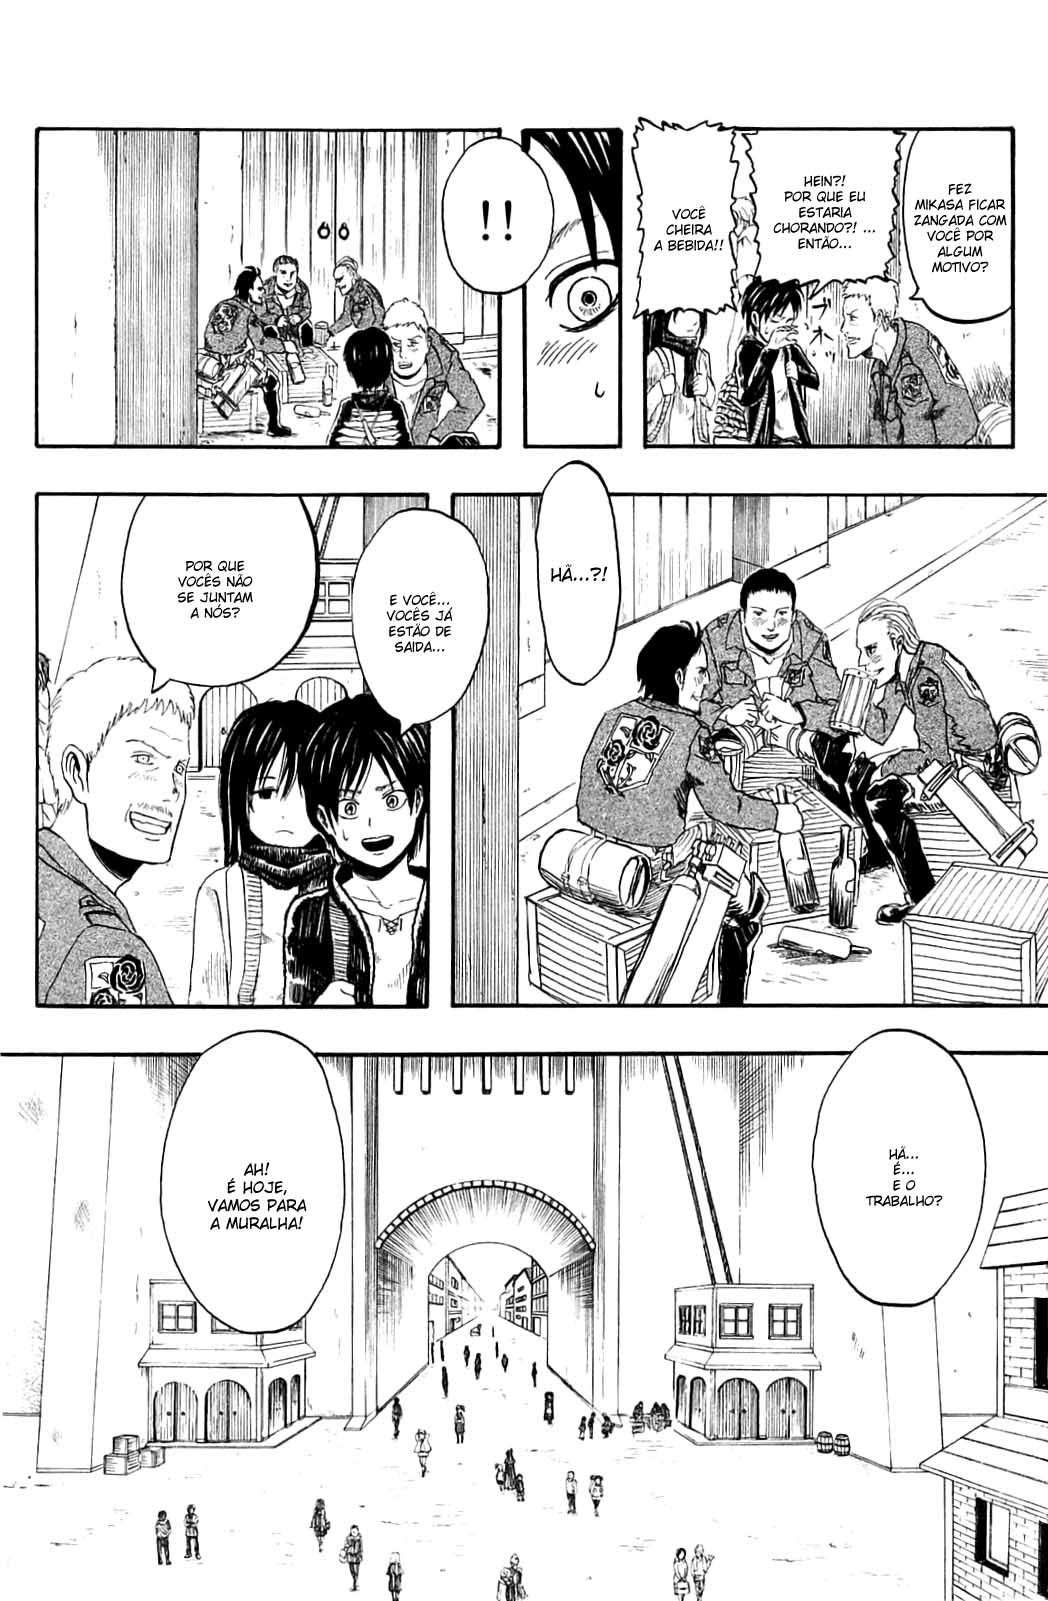 FEZ
MIKASA FICAR
ZANGADA COM
VOCÊ POR
ALGUM
MOTIVO?
HEIN?!
POR QUE EU
ESTARIA
CHORANDO?! ...
ENTÃO...
VOCÊ
CHEIRA
A BEBIDA!!
!!
HÃ...?!
E VOCÊ...
VOCÊS JÁ
ESTÃO DE
SAIDA...
POR QUE
VOCÊS NÃO
SE JUNTAM
A NÓS?
HÃ...
É...
E O
TRABALHO?
AH!
É HOJE,
VAMOS PARA
A MURALHA!